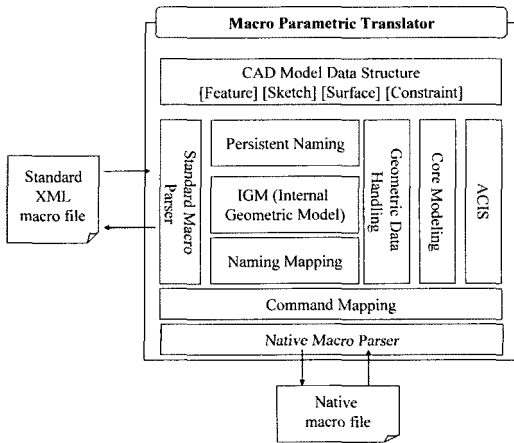 Macro Parametric Translator
CAD Model Data Structure
[Feature] [Sketch] [Surface] [Constraint]
Standard
XML
macro file
Standard Macro
Parser
Persistent Naming
IGM (Internal
Geometric Model)
Naming Mapping
Geometric Data
Handling
Core Modeling
ACIS
Command Mapping
Native Macro Parser
Native
macro file